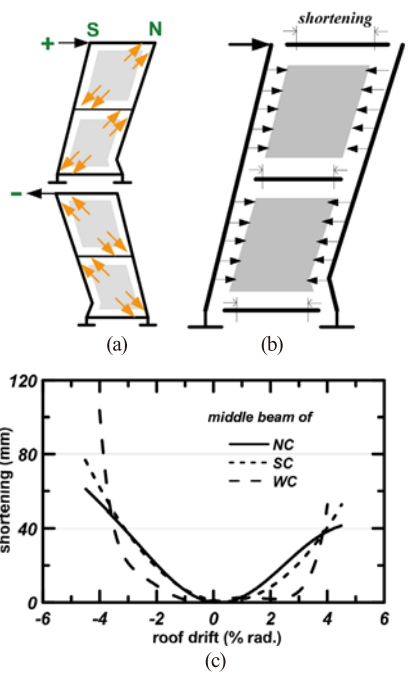 S N
+
-
(a)
shortening
(b)
120
80
40
0
shortening (mm)
middle beam of
NC
SC
WC
-6 -4 -2 0 2 4 6
roof drift (% rad.)
(c)